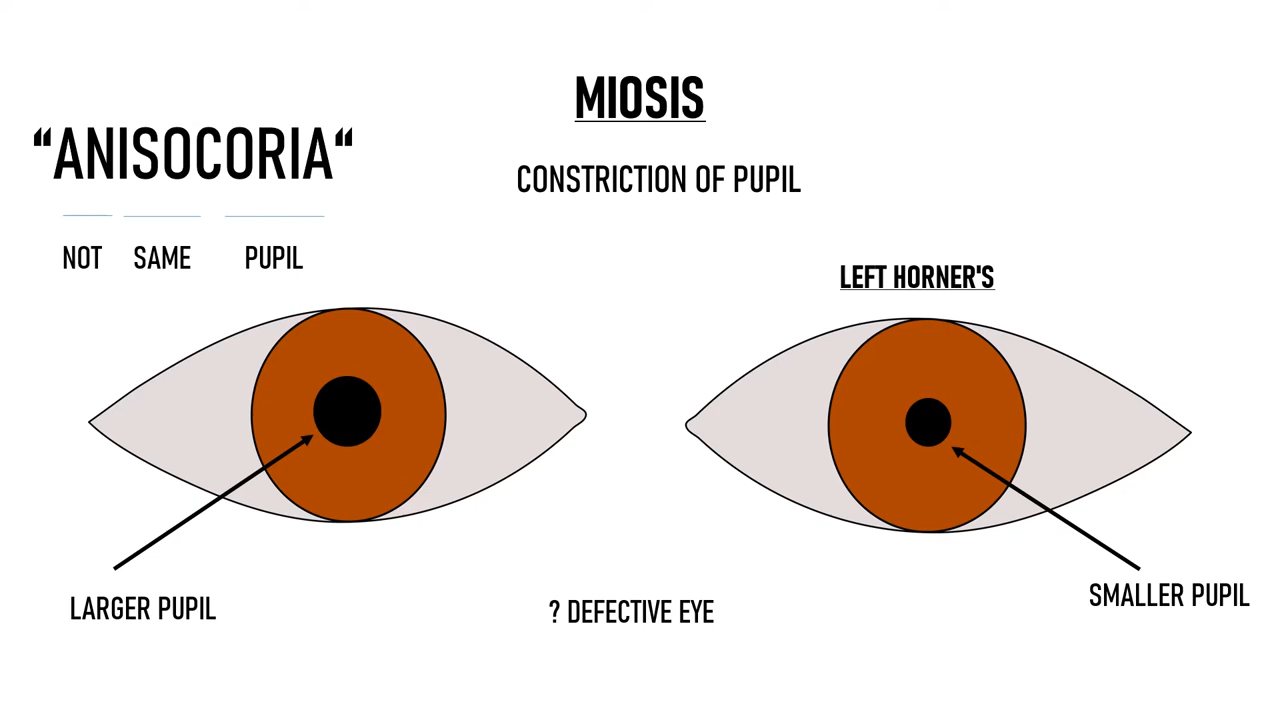 MIOSIS
“ANISOCORIA“
CONSTRICTION OF PUPIL
NOT SAME PUPIL
LEFT HORNER'S
LARGER PUPIL
? DEFECTIVE EYE
SMALLER PUPIL